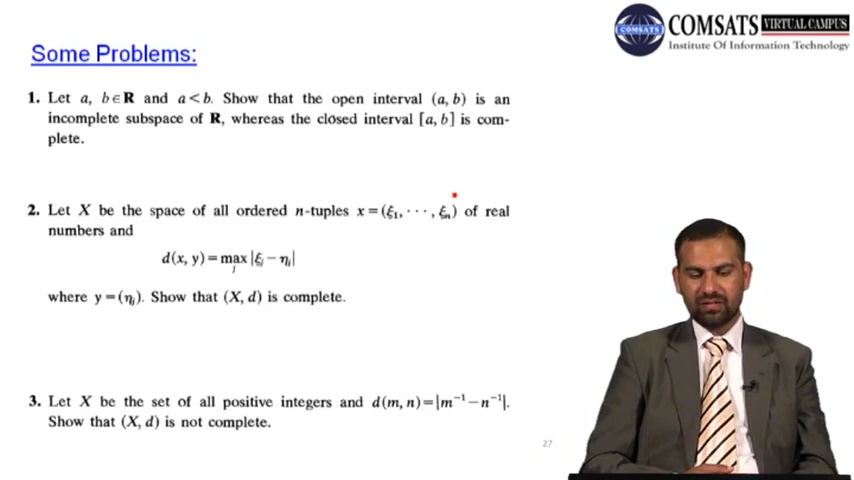 COMSATS
COMSATS VIRTUAL CAMPUS
Institute Of Information Technology
Some Problems:
1. Let a, b∈R and a<b. Show that the open interval (a, b) is an
incomplete subspace of R, whereas the closed interval [a, b] is com-
plete.
2. Let X be the space of all ordered n-tuples x=(ξ₁, ⋯, ξₙ) of real
numbers and
d(x, y)=max|ξⱼ−ηⱼ|
j
where y=(ηⱼ). Show that (X, d) is complete.
3. Let X be the set of all positive integers and d(m, n)=|m⁻¹−n⁻¹|.
Show that (X, d) is not complete.
27